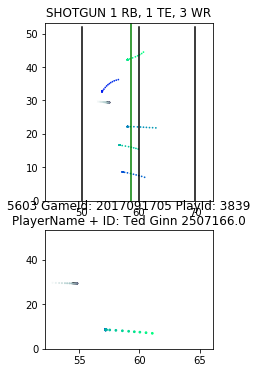 SHOTGUN 1 RB, 1 TE, 3 WR
50
40
30
20
10
0
50 60 70
5603 GameId: 2017091705 PlayId: 3839
PlayerName + ID: Ted Ginn 2507166.0
40
20
0
55 60 65